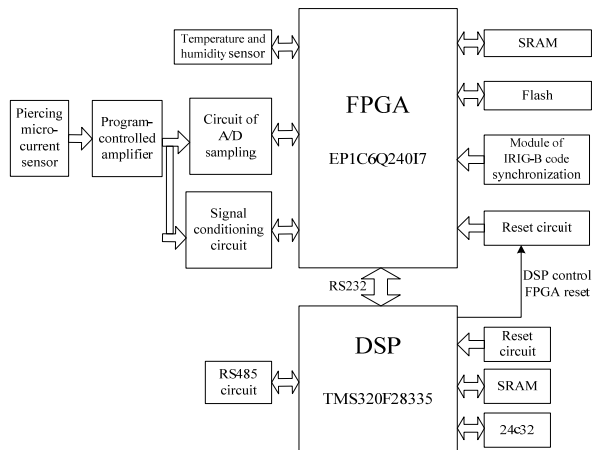 Temperature and
humidity sensor
Piercing
micro-
current
sensor
Program-
controlled
amplifier
Circuit of
A/D
sampling
Signal
conditioning
circuit
FPGA
EP1C6Q240I7
SRAM
Flash
Module of
IRIG-B code
synchronization
Reset circuit
DSP control
FPGA reset
RS232
DSP
TMS320F28335
RS485
circuit
Reset
circuit
SRAM
24c32